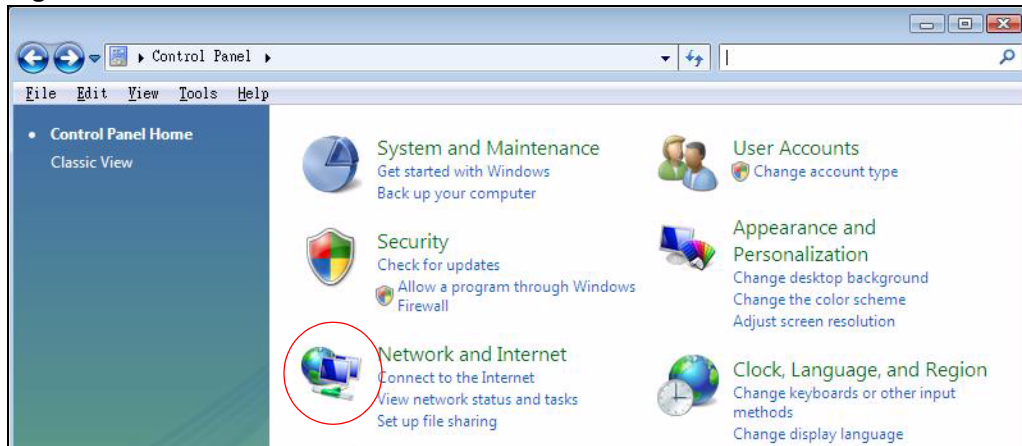 Control Panel
File Edit View Tools Help
Control Panel Home
Classic View
System and Maintenance
Get started with Windows
Back up your computer
Security
Check for updates
Allow a program through Windows
Firewall
Network and Internet
Connect to the Internet
View network status and tasks
Set up file sharing
User Accounts
Change account type
Appearance and
Personalization
Change desktop background
Change the color scheme
Adjust screen resolution
Clock, Language, and Region
Change keyboards or other input
methods
Change display language